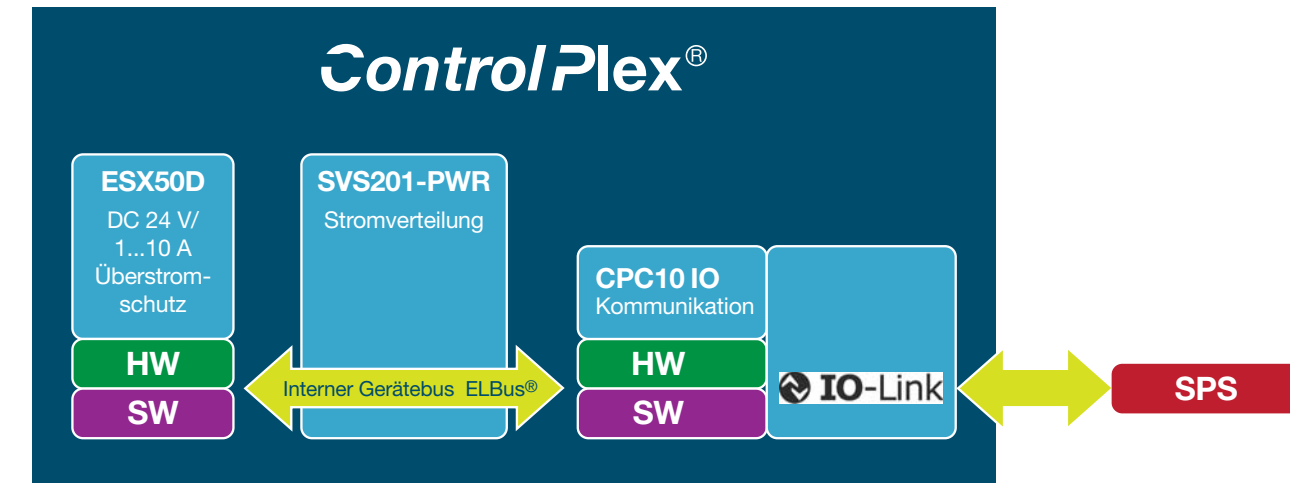 ControlPlex®
ESX50D
DC 24 V/
1...10 A
Überstrom-
schutz
HW
SW
SVS201-PWR
Stromverteilung
Interner Gerätebus ELBus®
CPC10 IO
Kommunikation
HW
SW
IO-Link
SPS